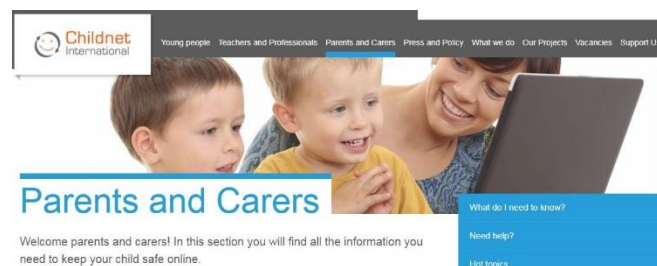 Childnet
International
Young people Teachers and Professionals Parents and Carers Press and Policy What we do Our Projects Vacancies Support U
Parents and Carers
Welcome parents and carers! In this section you will find all the information you
need to keep your child safe online.
What do I need to know?
Need help?
Hot topics